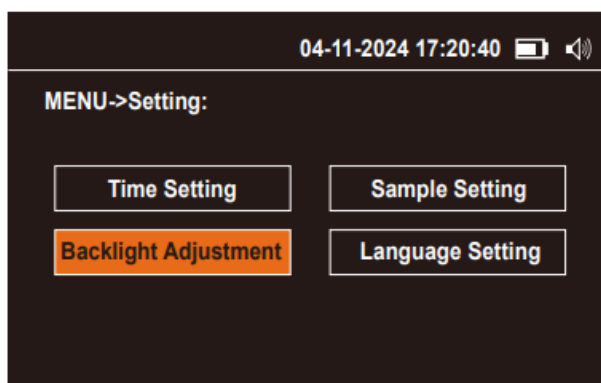 04-11-2024 17:20:40
MENU->Setting:
Time Setting
Sample Setting
Backlight Adjustment
Language Setting